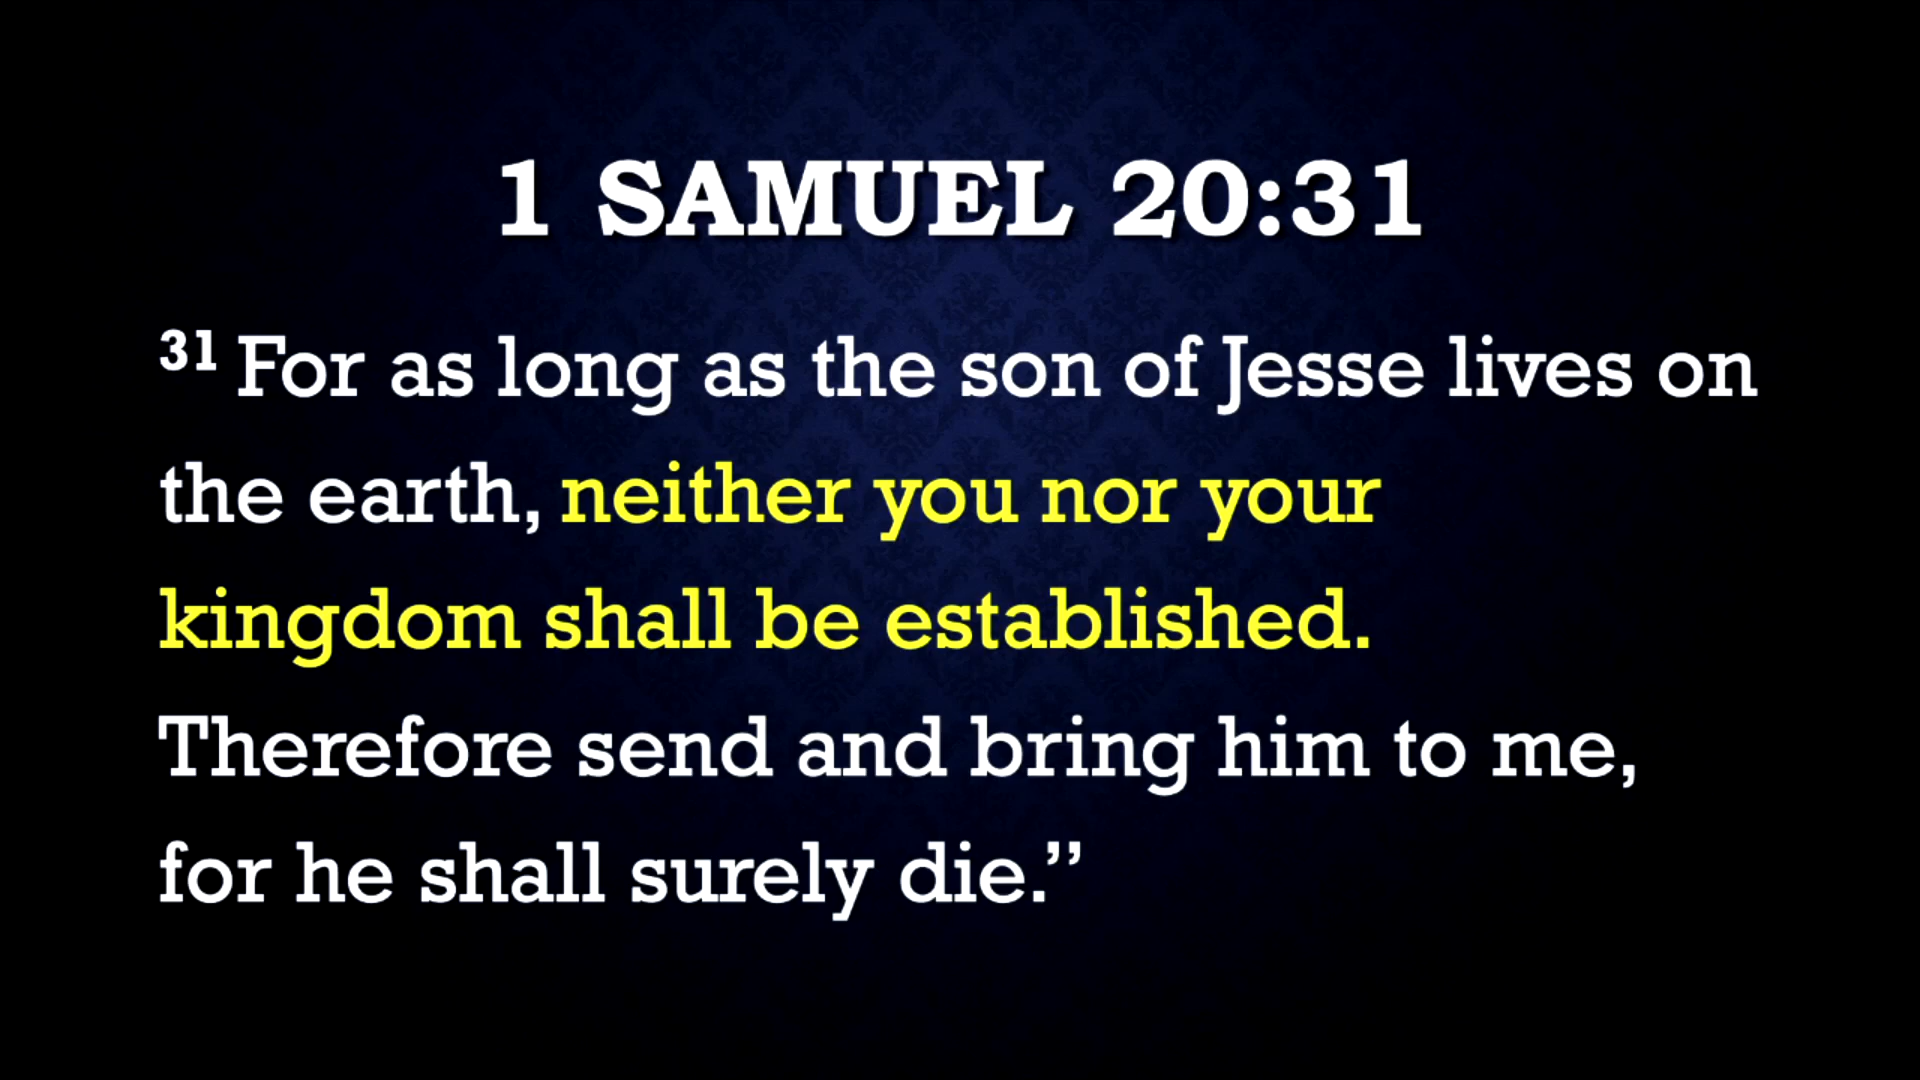 1 SAMUEL 20:31
31 For as long as the son of Jesse lives on
the earth, neither you nor your
kingdom shall be established.
Therefore send and bring him to me,
for he shall surely die.”